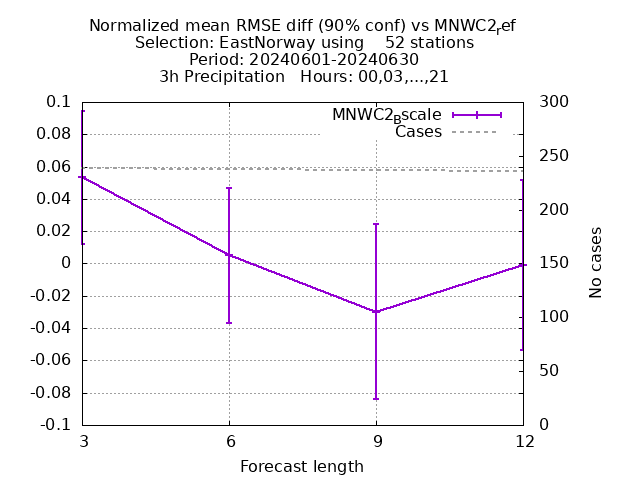 Normalized mean RMSE diff (90% conf) vs MNWC2ref
Selection: EastNorway using    52 stations
Period: 20240601-20240630
3h Precipitation   Hours: 00,03,...,21
MNWC2Bscale
Cases
0.1
0.08
0.06
0.04
0.02
0
-0.02
-0.04
-0.06
-0.08
-0.1
300
250
200
150
100
50
0
No cases
3 6 9 12
Forecast length